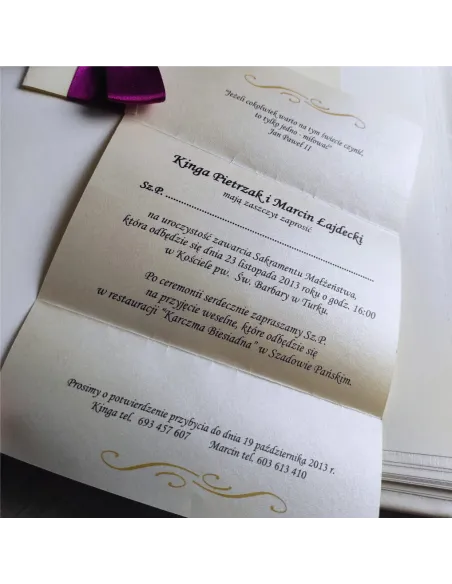 "Jeżeli cokolwiek warto na tym świecie czynić,
to tylko jedno - miłować"
Jan Paweł II
Kinga Pietrzak i Marcin Łajdecki
mają zaszczyt zaprosić
Sz.P. ........................................................
na uroczystość zawarcia Sakramentu Małżeństwa,
która odbędzie się dnia 23 listopada 2013 roku o godz. 16:00
w Kościele pw. Św. Barbary w Turku.
Po ceremonii serdecznie zapraszamy Sz.P.
na przyjęcie weselne, które odbędzie się
w restauracji "Karczma Biesiadna" w Szadowie Pańskim.
Prosimy o potwierdzenie przybycia do dnia 19 października 2013 r.
Kinga tel. 693 457 607 Marcin tel. 603 613 410